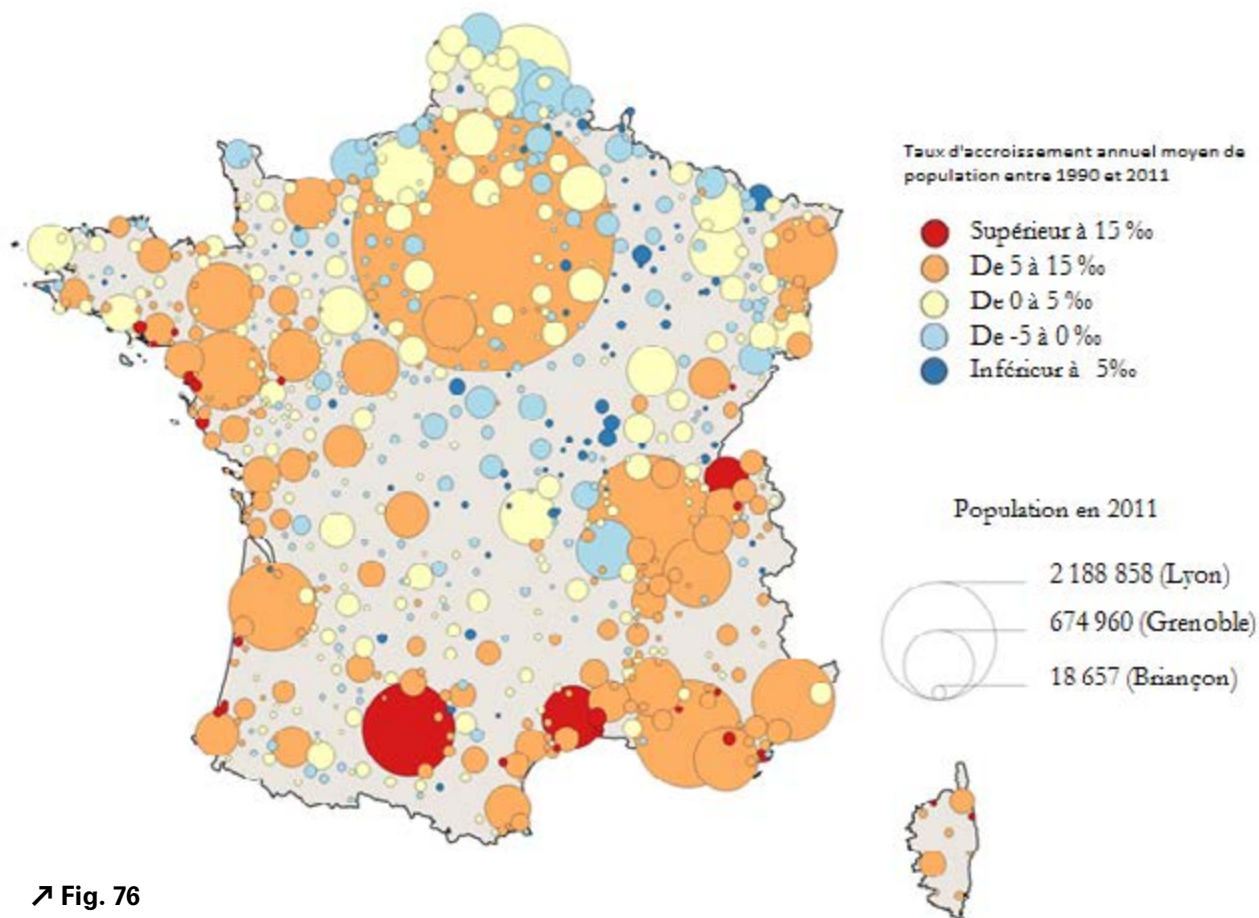 Taux d'accroissement annuel moyen de
population entre 1990 et 2011
Supérieur à 15 ‰
De 5 à 15 ‰
De 0 à 5 ‰
De -5 à 0 ‰
Inférieur à 5‰
Population en 2011
2 188 858 (Lyon)
674 960 (Grenoble)
18 657 (Briançon)
↗ Fig. 76